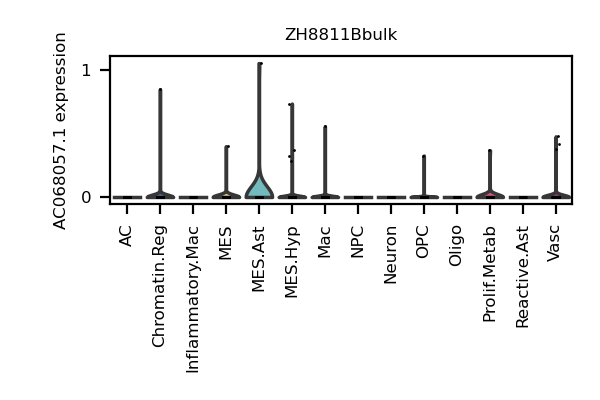 ZH8811Bbulk
AC068057.1 expression
1
0
AC
Chromatin.Reg
Inflammatory.Mac
MES
MES.Ast
MES.Hyp
Mac
NPC
Neuron
OPC
Oligo
Prolif.Metab
Reactive.Ast
Vasc